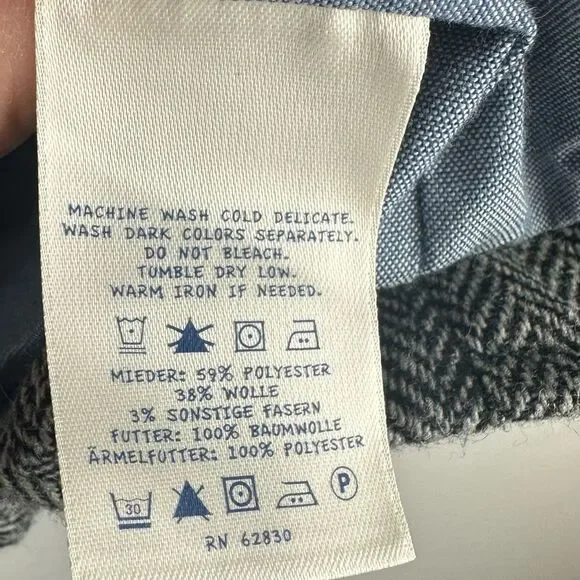 MACHINE WASH COLD DELICATE.
WASH DARK COLORS SEPARATELY.
DO NOT BLEACH.
TUMBLE DRY LOW.
WARM IRON IF NEEDED.
MIEDER: 59% POLYESTER
38% WOLLE
3% SONSTIGE FASERN
FUTTER: 100% BAUMWOLLE
ÄRMELFUTTER: 100% POLYESTER
30 P
RN 62830